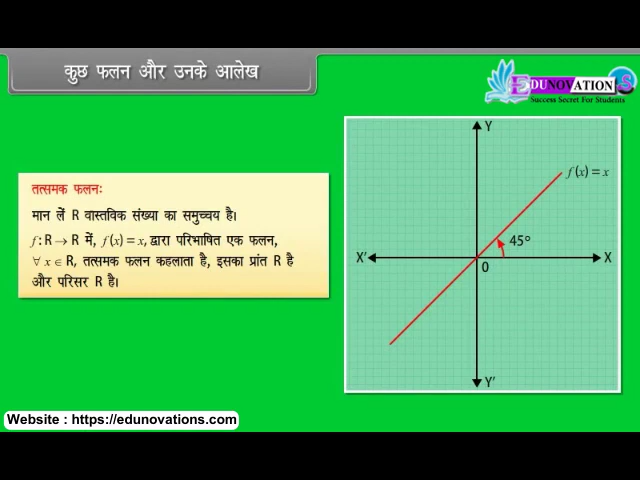 कुछ फलन और उनके आलेख
EDUNOVATIONS
Success Secret For Students
तत्समक फलनः
मान लें R वास्तविक संख्या का समुच्चय है।
f : R → R में, f (x) = x, द्वारा परिभाषित एक फलन,
∀ x ∈ R, तत्समक फलन कहलाता है, इसका प्रांत R है
और परिसर R है।
Y
f (x) = x
45°
X'
0
X
Y'
Website : https://edunovations.com